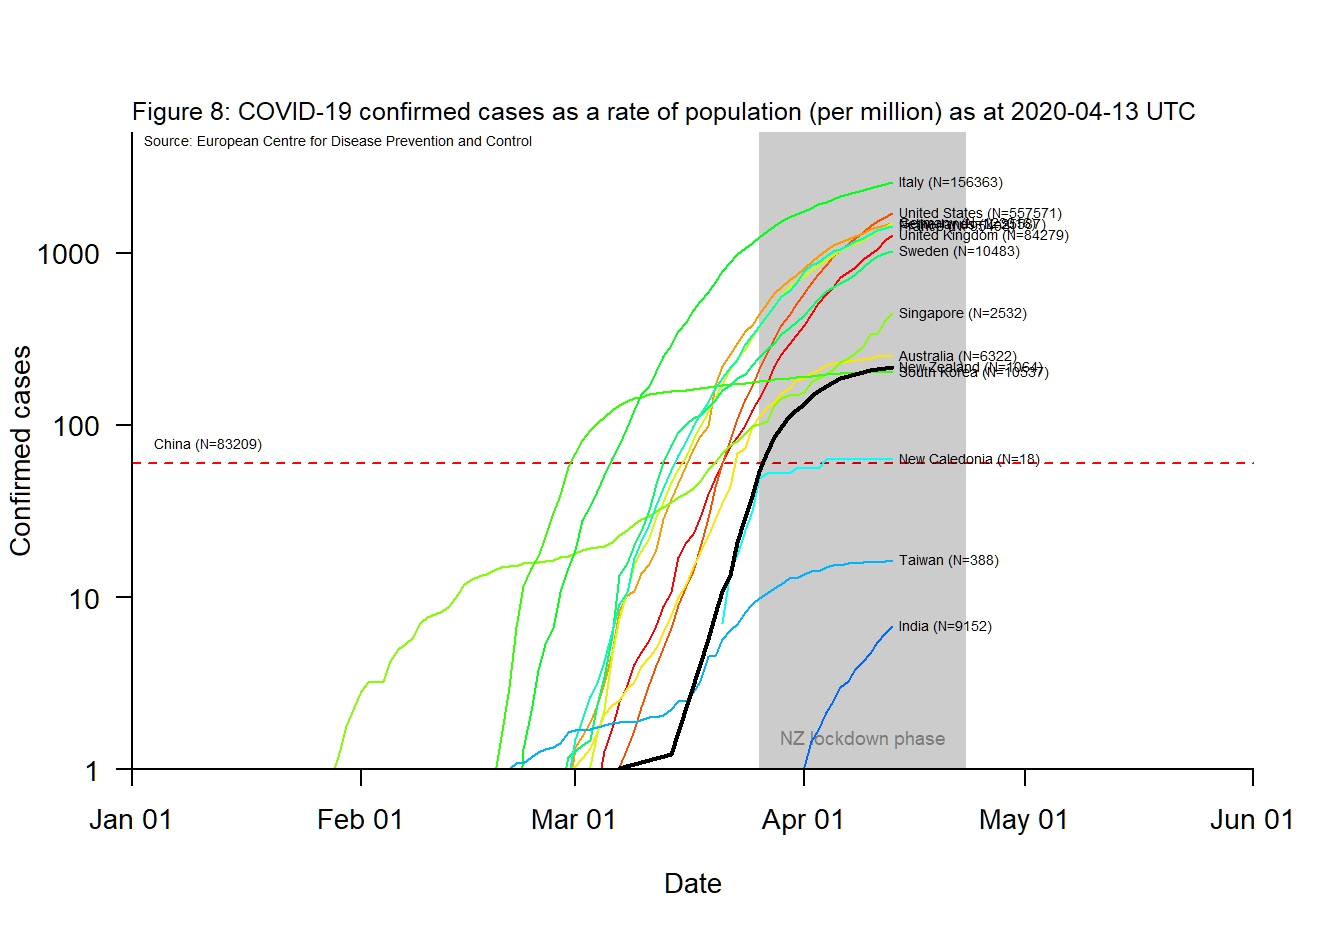 Figure 8: COVID-19 confirmed cases as a rate of population (per million) as at 2020-04-13 UTC
Source: European Centre for Disease Prevention and Control
Italy (N=156363)
United States (N=557571)
United Kingdom (N=84279)
Sweden (N=10483)
1000
Singapore (N=2532)
Australia (N=6322)
New Zealand (N=1064)
South Korea (N=10537)
100
China (N=83209)
New Caledonia (N=18)
Confirmed cases
Taiwan (N=388)
10
India (N=9152)
NZ lockdown phase
1
Jan 01 Feb 01 Mar 01 Apr 01 May 01 Jun 01
Date